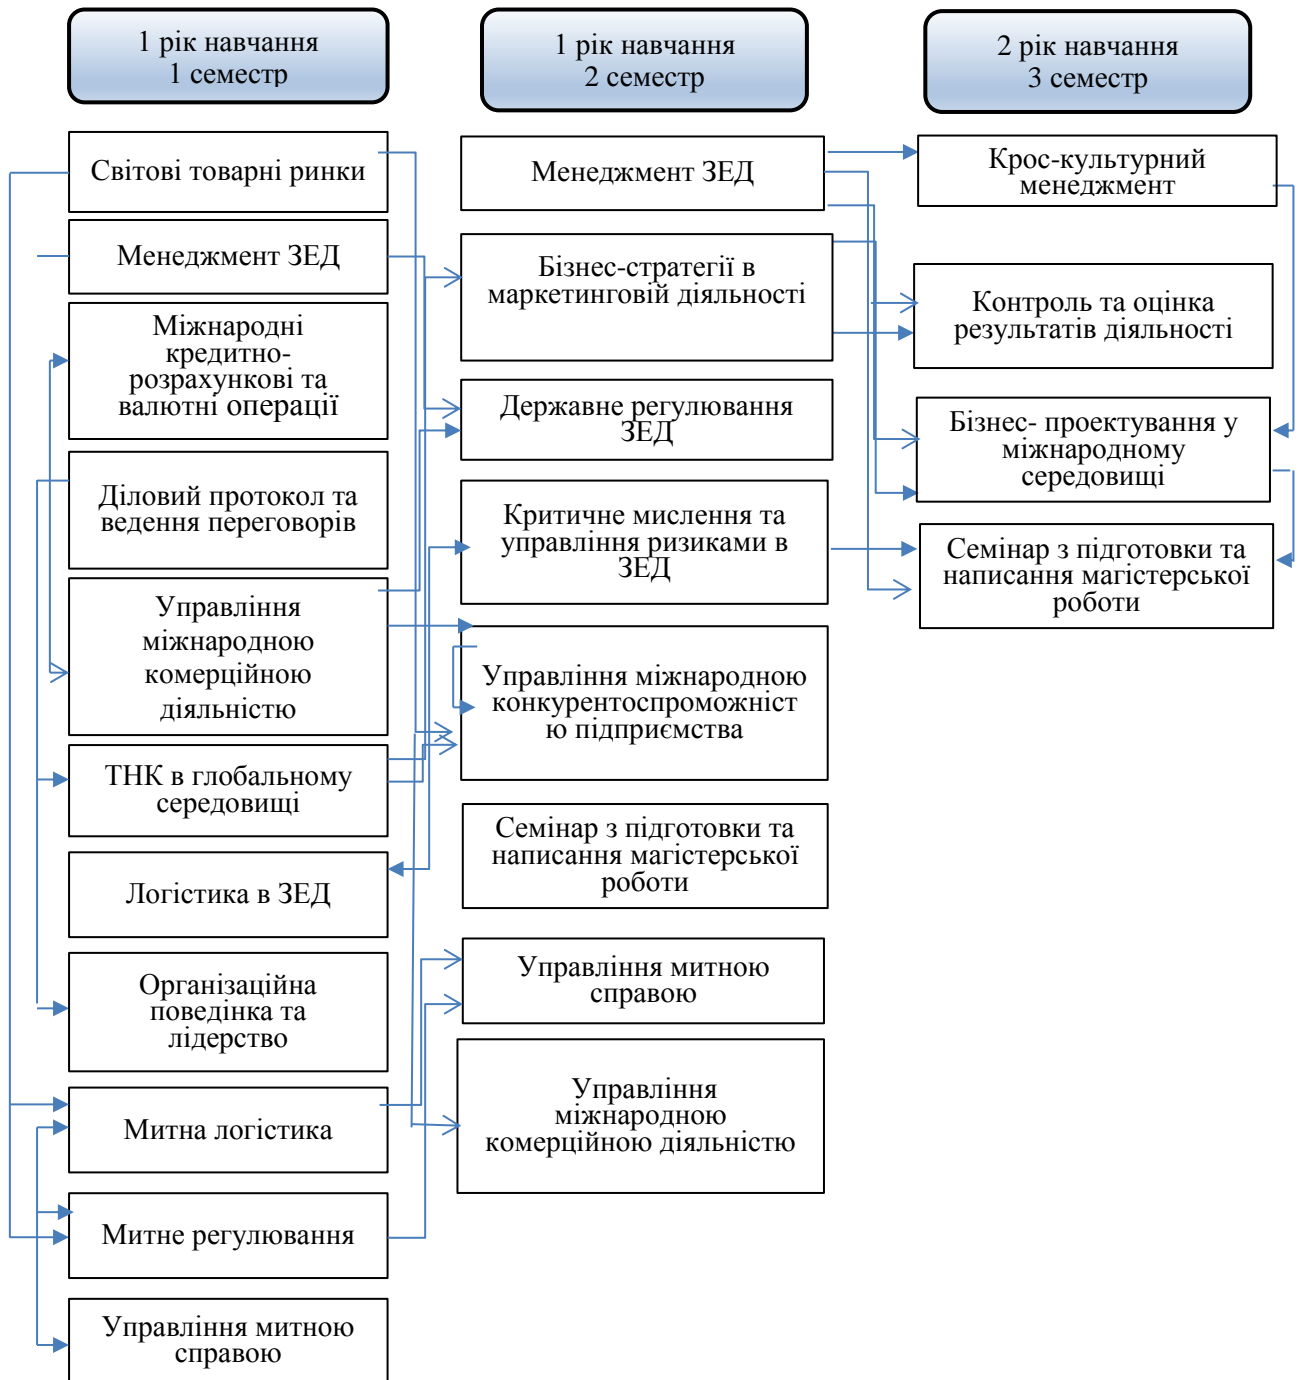 1 рік навчання
1 семестр
Світові товарні ринки
Менеджмент ЗЕД
Міжнародні
кредитно-
розрахункові та
валютні операції
Діловий протокол та
ведення переговорів
Управління
міжнародною
комерційною
діяльністю
ТНК в глобальному
середовищі
Логістика в ЗЕД
Організаційна
поведінка та
лідерство
Митна логістика
Митне регулювання
Управління митною
справою
1 рік навчання
2 семестр
Менеджмент ЗЕД
Бізнес-стратегії в
маркетинговій діяльності
Державне регулювання
ЗЕД
Критичне мислення та
управління ризиками в
ЗЕД
Управління міжнародною
конкурентоспроможніст
ю підприємства
Семінар з підготовки та
написання магістерської
роботи
Управління митною
справою
Управління
міжнародною
комерційною діяльністю
2 рік навчання
3 семестр
Крос-культурний
менеджмент
Контроль та оцінка
результатів діяльності
Бізнес- проектування у
міжнародному
середовищі
Семінар з підготовки та
написання магістерської
роботи